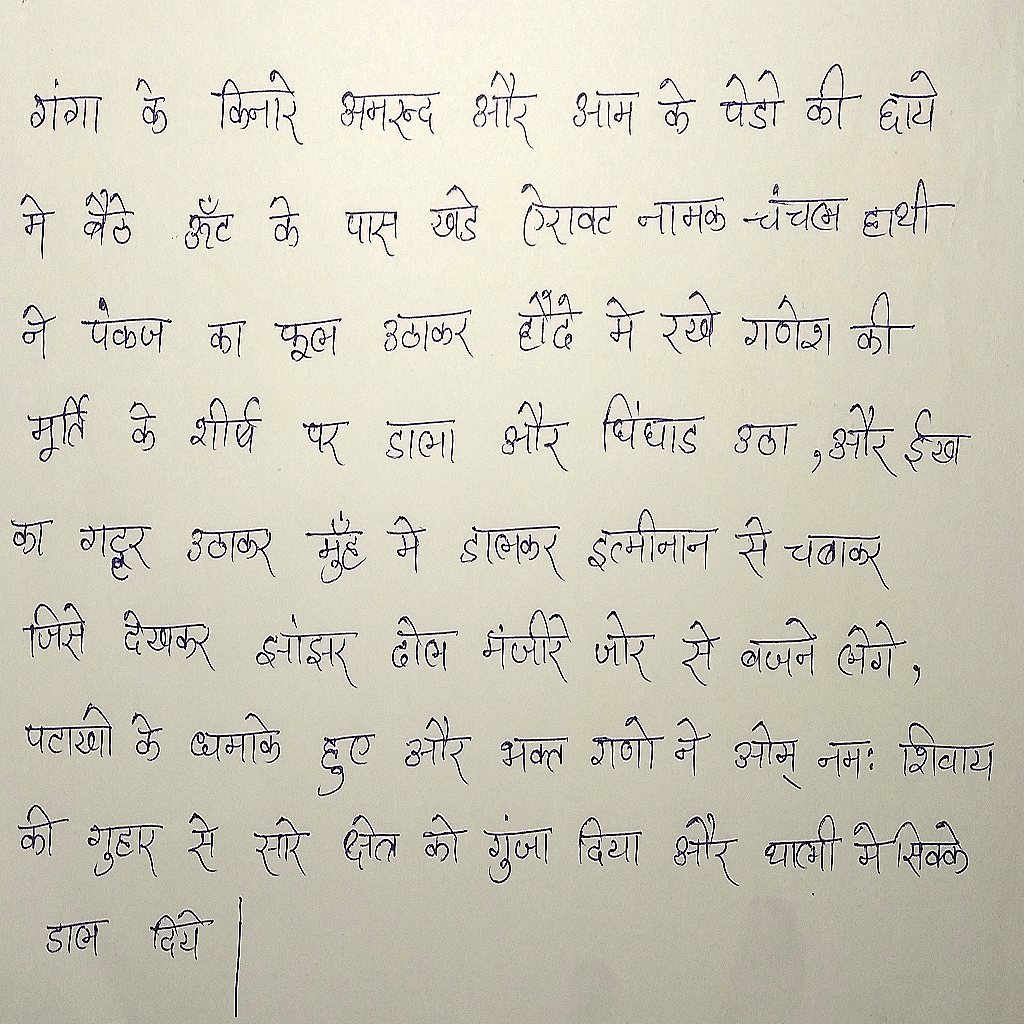 गंगा के किनारे अमरुन्द और आम के पेडो की छाये
मे बैठे ऊँट के पास खडे ऐरावट नामक चंचल हाथी
ने पंकज का फूल उठाकर हौंदे मे रखे गणेश की
मूर्ति के शीर्ष पर डाला और घिंघाड उठा ,और ईख
का गट्ठर उठाकर मुँह मे डालकर इत्मीनान से चबाकर
जिसे देखकर झांझर ढोल मंजीरे जोर से बजने लेगे ,
पटाखो के धमाके हुए और भक्त गणो ने ओम् नमः शिवाय
की गुहार से सारे क्षेत्र को गुंजा दिया और थाली मे सिक्के
डाल दिये |